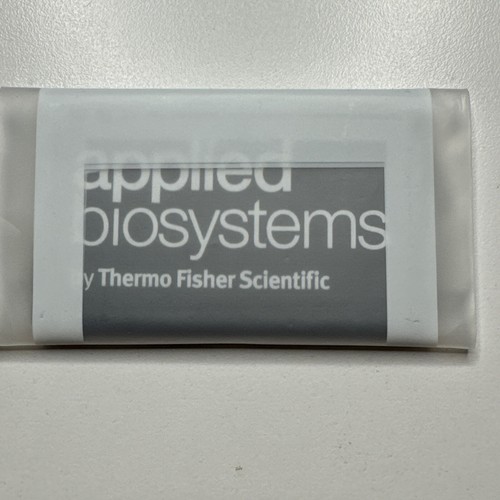 applied
biosystems
by Thermo Fisher Scientific